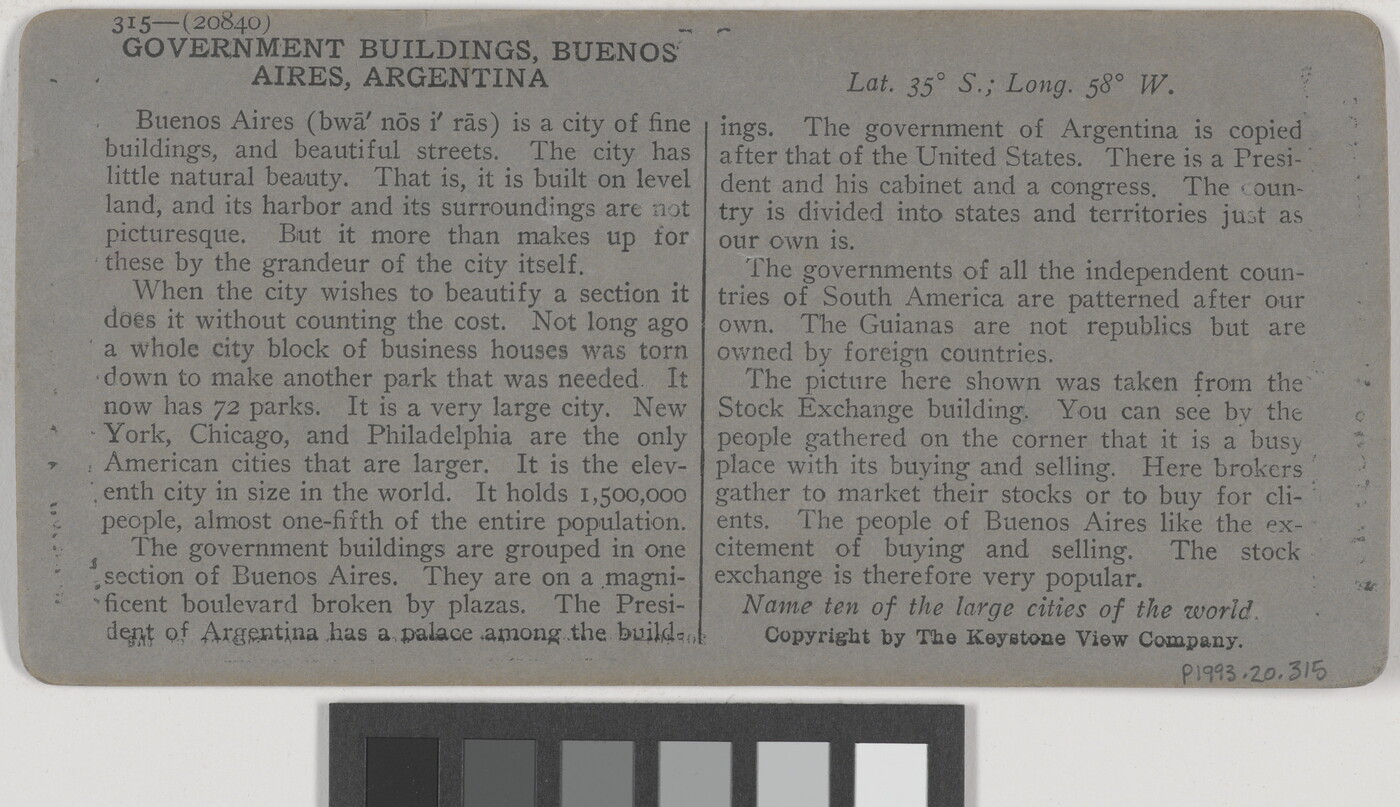 315—(20840)
GOVERNMENT BUILDINGS, BUENOS
AIRES, ARGENTINA
Buenos Aires (bwā′ nōs i′ rās) is a city of fine
buildings, and beautiful streets. The city has
little natural beauty. That is, it is built on level
land, and its harbor and its surroundings are not
picturesque. But it more than makes up for
these by the grandeur of the city itself.
When the city wishes to beautify a section it
does it without counting the cost. Not long ago
a whole city block of business houses was torn
down to make another park that was needed. It
now has 72 parks. It is a very large city. New
York, Chicago, and Philadelphia are the only
American cities that are larger. It is the elev-
enth city in size in the world. It holds 1,500,000
people, almost one-fifth of the entire population.
The government buildings are grouped in one
section of Buenos Aires. They are on a magni-
ficent boulevard broken by plazas. The Presi-
dent of Argentina has a palace among the build-
Lat. 35° S.; Long. 58° W.
ings. The government of Argentina is copied
after that of the United States. There is a Presi-
dent and his cabinet and a congress. The coun-
try is divided into states and territories just as
our own is.
The governments of all the independent coun-
tries of South America are patterned after our
own. The Guianas are not republics but are
owned by foreign countries.
The picture here shown was taken from the
Stock Exchange building. You can see by the
people gathered on the corner that it is a busy
place with its buying and selling. Here brokers
gather to market their stocks or to buy for cli-
ents. The people of Buenos Aires like the ex-
citement of buying and selling. The stock
exchange is therefore very popular.
Name ten of the large cities of the world.
Copyright by The Keystone View Company.
P1993.20.315